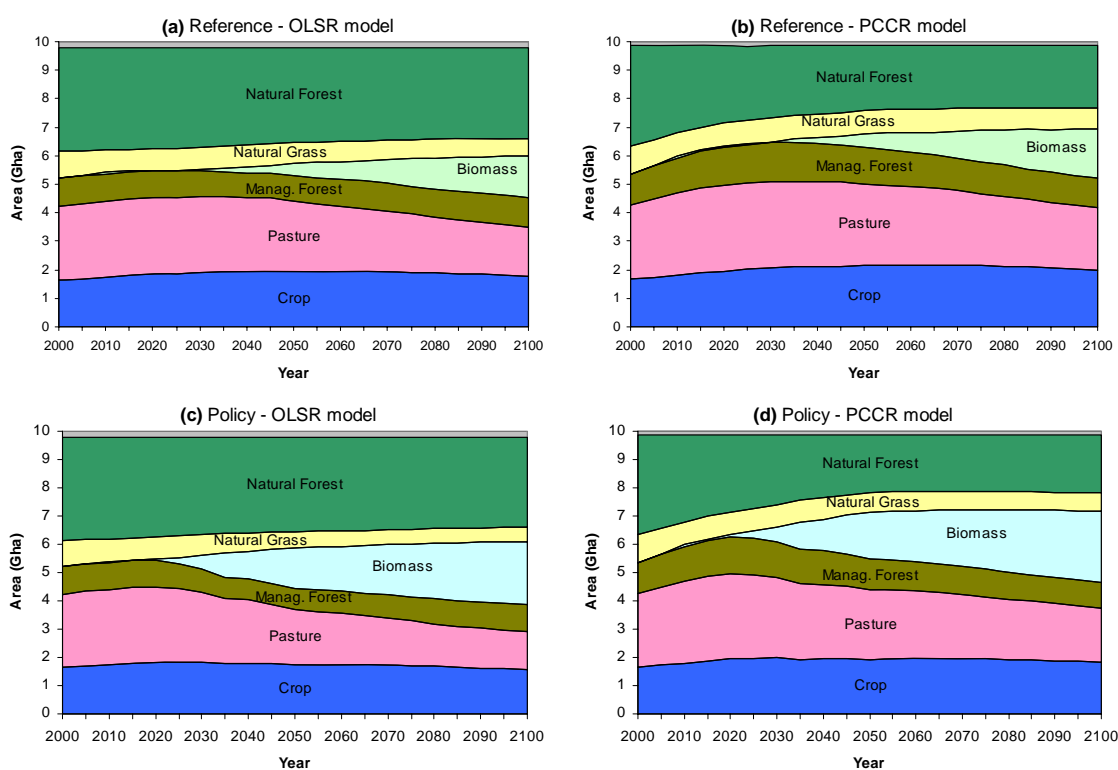 (a) Reference - OLSR model
10
9
8
7
6
5
4
3
2
1
0
Area (Gha)
Natural Forest
Natural Grass
Biomass
Manag. Forest
Pasture
Crop
2000 2010 2020 2030 2040 2050 2060 2070 2080 2090 2100
Year
(b) Reference - PCCR model
10
9
8
7
6
5
4
3
2
1
0
Area (Gha)
Natural Forest
Natural Grass
Biomass
Manag. Forest
Pasture
Crop
2000 2010 2020 2030 2040 2050 2060 2070 2080 2090 2100
Year
(c) Policy - OLSR model
10
9
8
7
6
5
4
3
2
1
0
Area (Gha)
Natural Forest
Natural Grass
Biomass
Manag. Forest
Pasture
Crop
2000 2010 2020 2030 2040 2050 2060 2070 2080 2090 2100
Year
(d) Policy - PCCR model
10
9
8
7
6
5
4
3
2
1
0
Area (Gha)
Natural Forest
Natural Grass
Biomass
Manag. Forest
Pasture
Crop
2000 2010 2020 2030 2040 2050 2060 2070 2080 2090 2100
Year